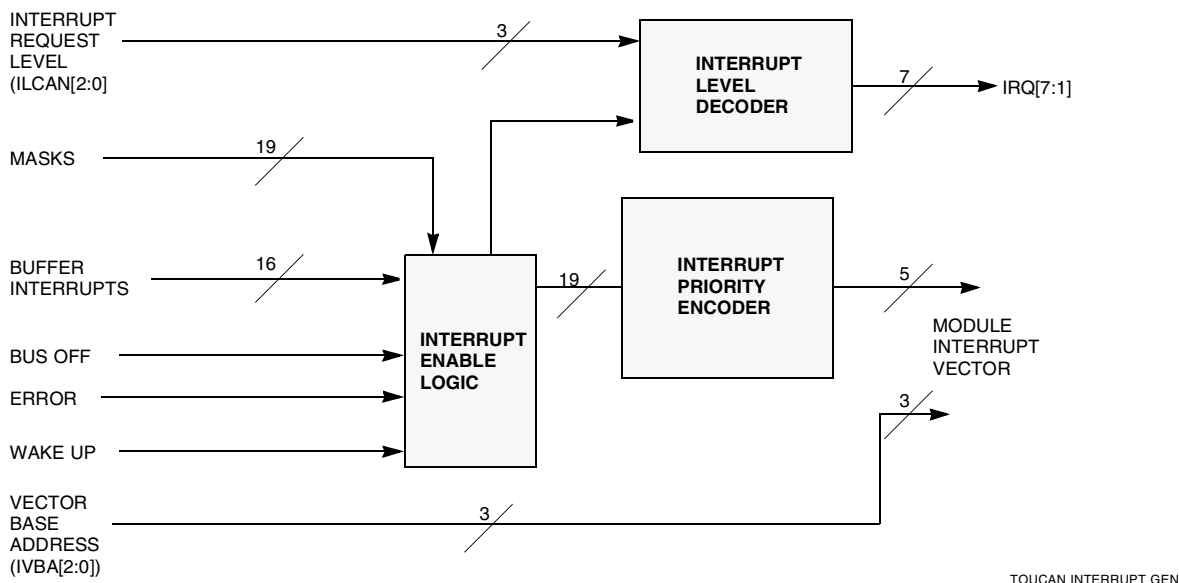 INTERRUPT
REQUEST
LEVEL
(ILCAN[2:0]
3
INTERRUPT
LEVEL
DECODER
7
IRQ[7:1]
MASKS
19
BUFFER
INTERRUPTS
16
INTERRUPT
ENABLE
LOGIC
19
INTERRUPT
PRIORITY
ENCODER
5
MODULE
INTERRUPT
VECTOR
3
BUS OFF
ERROR
WAKE UP
VECTOR
BASE
ADDRESS
(IVBA[2:0])
3
TOUCAN INTERRUPT GEN